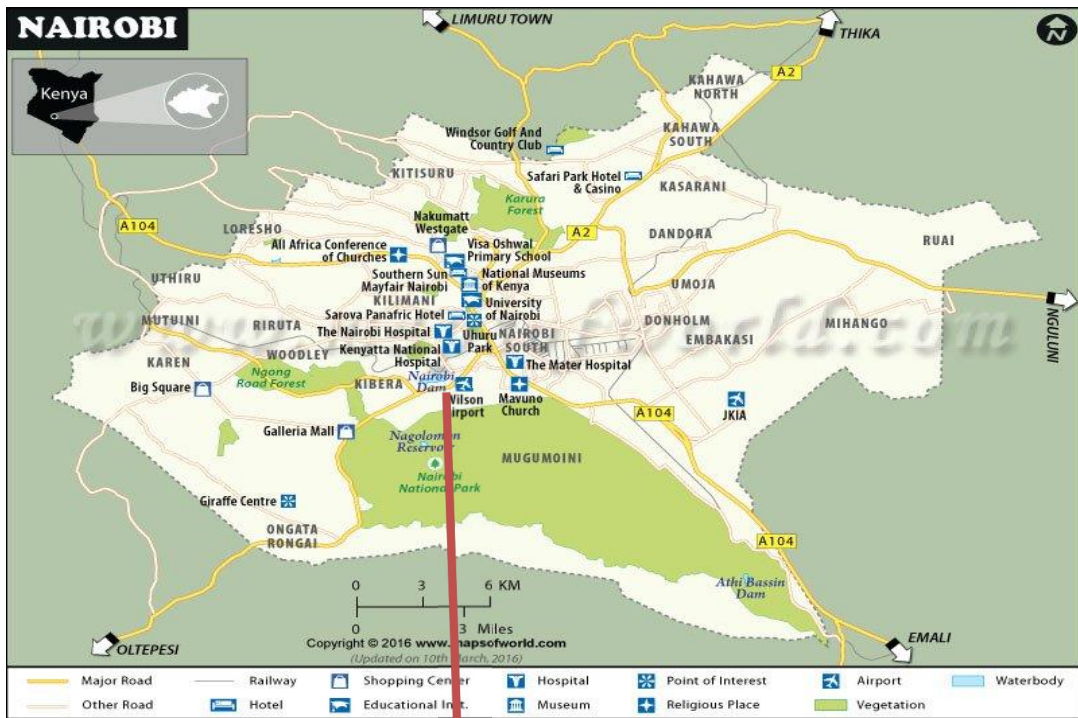 NAIROBI
LIMURU TOWN
THIKA
N
A2
KAHAWA
NORTH
Kenya
KAHAWA
SOUTH
Windsor Golf And
Country Club
KITISURU
Safari Park Hotel
& Casino
KASARANI
Karura
Forest
Nakumatt
Westgate
A104
LORESHO
A2
DANDORA
RUAI
All Africa Conference
of Churches
Visa Oshwal
Primary School
UTHIRU
Southern Sun
Mayfair Nairobi
National Museums
of Kenya
UMOJA
KILIMANI
University
of Nairobi
NGULUNI
MUTUINI
RIRUTA
Sarova Panafric Hotel
DONHOLM
MIHANGO
The Nairobi Hospital
Uhuru
Park
NAIROBI
SOUTH
EMBAKASI
KAREN
WOODLEY
Kenyatta National
Hospital
The Mater Hospital
Ngong
Road Forest
Big Square
KIBERA
Nairobi
Dam
Wilson
Airport
Mavuno
Church
JKIA
A104
Galleria Mall
Nagolomon
Reservoir
MUGUMOINI
Nairobi
National Park
Giraffe Centre
ONGATA
RONGAI
A104
Athi Bassin
Dam
0 3 6 KM
0 3 Miles
Copyright © 2016 www.mapsofworld.com
(Updated on 10th March, 2016)
OLTEPESI
EMALI
Major Road
Railway
Shopping Center
Hospital
Point of Interest
Airport
Waterbody
Other Road
Hotel
Educational Inst.
Museum
Religious Place
Vegetation